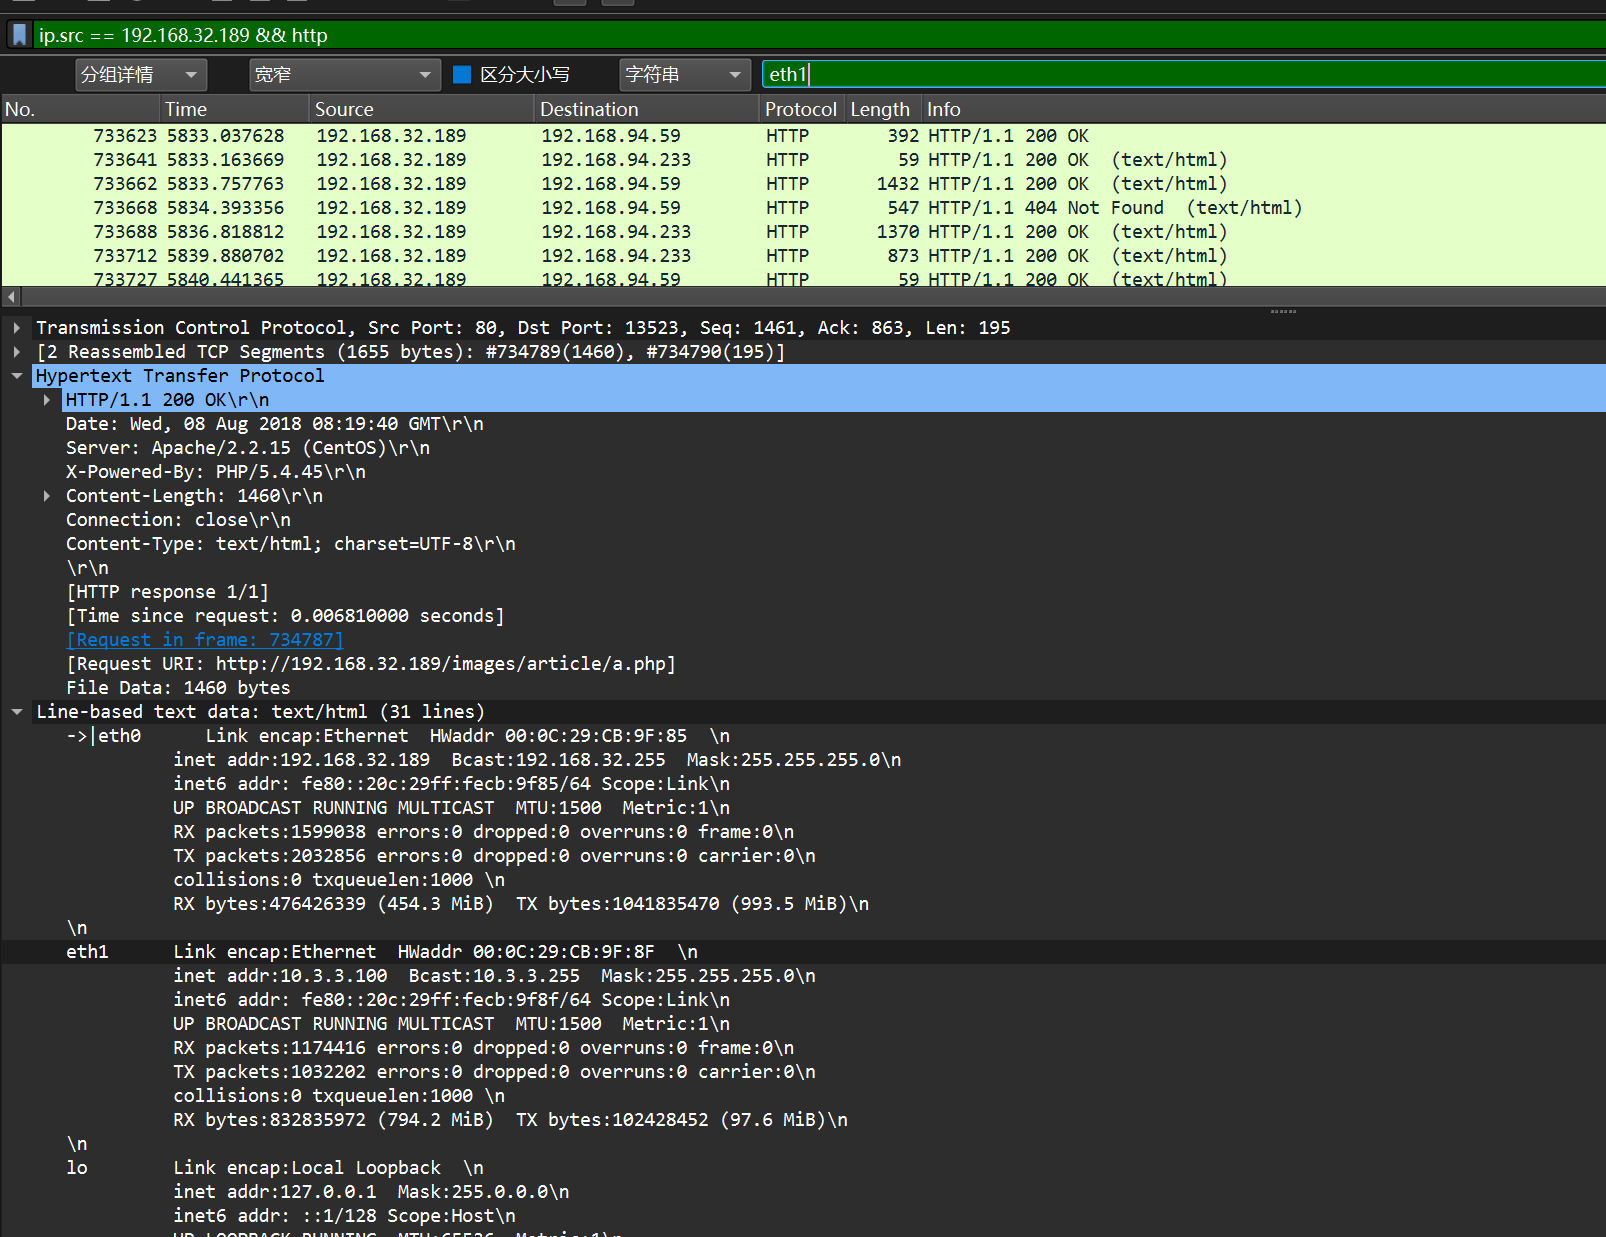 ip.src == 192.168.32.189 && http
分组详情 宽窄 区分大小写 字符串 eth1
No. Time Source Destination Protocol Length Info
733623 5833.037628 192.168.32.189 192.168.94.59 HTTP 392 HTTP/1.1 200 OK
733641 5833.163669 192.168.32.189 192.168.94.233 HTTP 59 HTTP/1.1 200 OK (text/html)
733662 5833.757763 192.168.32.189 192.168.94.59 HTTP 1432 HTTP/1.1 200 OK (text/html)
733668 5834.393356 192.168.32.189 192.168.94.59 HTTP 547 HTTP/1.1 404 Not Found (text/html)
733688 5836.818812 192.168.32.189 192.168.94.233 HTTP 1370 HTTP/1.1 200 OK (text/html)
733712 5839.880702 192.168.32.189 192.168.94.233 HTTP 873 HTTP/1.1 200 OK (text/html)
733727 5840.441365 192.168.32.189 192.168.94.59 HTTP 59 HTTP/1.1 200 OK (text/html)
Transmission Control Protocol, Src Port: 80, Dst Port: 13523, Seq: 1461, Ack: 863, Len: 195
[2 Reassembled TCP Segments (1655 bytes): #734789(1460), #734790(195)]
Hypertext Transfer Protocol
HTTP/1.1 200 OK\r\n
Date: Wed, 08 Aug 2018 08:19:40 GMT\r\n
Server: Apache/2.2.15 (CentOS)\r\n
X-Powered-By: PHP/5.4.45\r\n
Content-Length: 1460\r\n
Connection: close\r\n
Content-Type: text/html; charset=UTF-8\r\n
\r\n
[HTTP response 1/1]
[Time since request: 0.006810000 seconds]
[Request in frame: 734787]
[Request URI: http://192.168.32.189/images/article/a.php]
File Data: 1460 bytes
Line-based text data: text/html (31 lines)
->|eth0 Link encap:Ethernet HWaddr 00:0C:29:CB:9F:85 \n
inet addr:192.168.32.189 Bcast:192.168.32.255 Mask:255.255.255.0\n
inet6 addr: fe80::20c:29ff:fecb:9f85/64 Scope:Link\n
UP BROADCAST RUNNING MULTICAST MTU:1500 Metric:1\n
RX packets:1599038 errors:0 dropped:0 overruns:0 frame:0\n
TX packets:2032856 errors:0 dropped:0 overruns:0 carrier:0\n
collisions:0 txqueuelen:1000 \n
RX bytes:476426339 (454.3 MiB) TX bytes:1041835470 (993.5 MiB)\n
\n
eth1 Link encap:Ethernet HWaddr 00:0C:29:CB:9F:8F \n
inet addr:10.3.3.100 Bcast:10.3.3.255 Mask:255.255.255.0\n
inet6 addr: fe80::20c:29ff:fecb:9f8f/64 Scope:Link\n
UP BROADCAST RUNNING MULTICAST MTU:1500 Metric:1\n
RX packets:1174416 errors:0 dropped:0 overruns:0 frame:0\n
TX packets:1032202 errors:0 dropped:0 overruns:0 carrier:0\n
collisions:0 txqueuelen:1000 \n
RX bytes:832835972 (794.2 MiB) TX bytes:102428452 (97.6 MiB)\n
\n
lo Link encap:Local Loopback \n
inet addr:127.0.0.1 Mask:255.0.0.0\n
inet6 addr: ::1/128 Scope:Host\n
UP LOOPBACK RUNNING MTU:65536 Metric:1\n